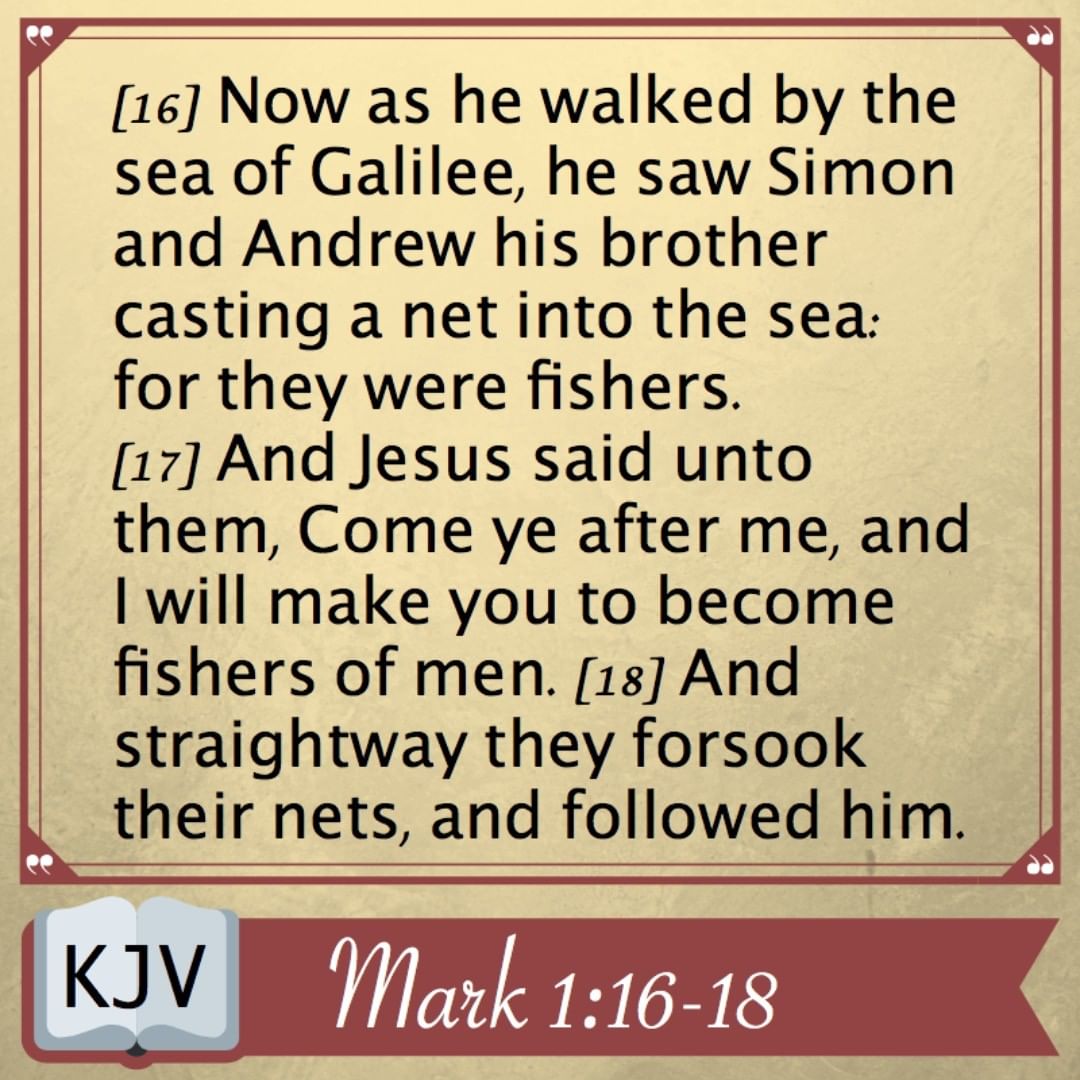 [16] Now as he walked by the
sea of Galilee, he saw Simon
and Andrew his brother
casting a net into the sea:
for they were fishers.
[17] And Jesus said unto
them, Come ye after me, and
I will make you to become
fishers of men. [18] And
straightway they forsook
their nets, and followed him.
KJV
Mark 1:16-18